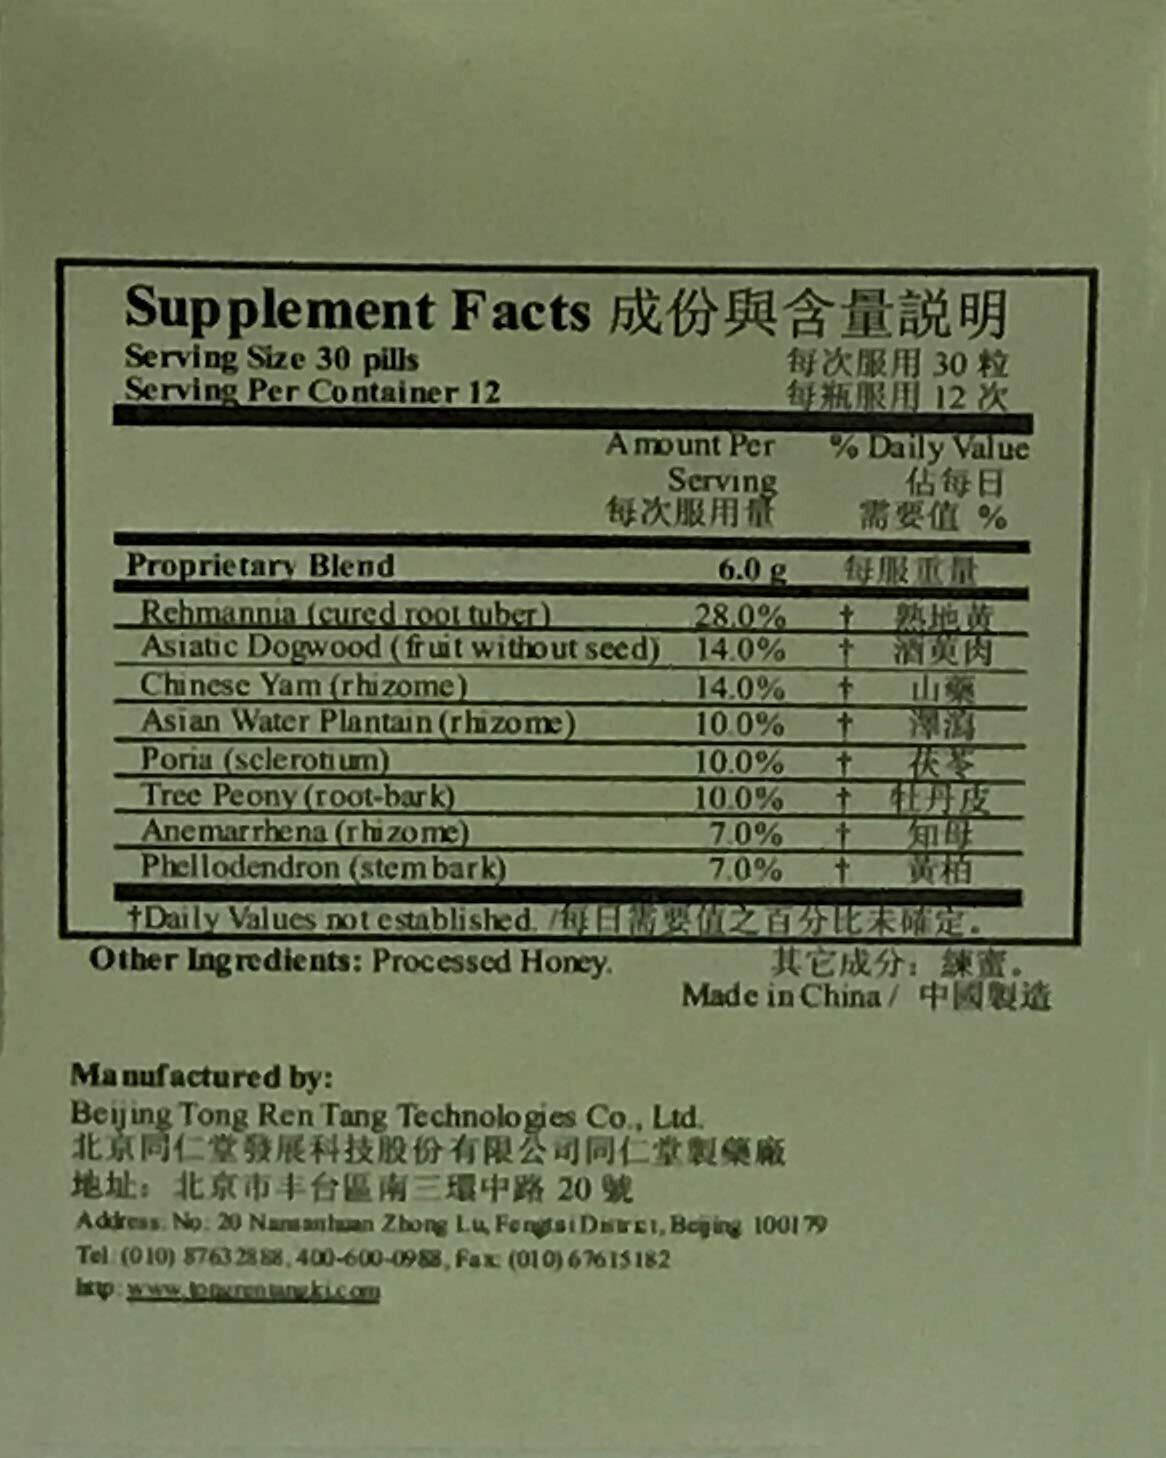 Supplement Facts 成份與含量説明
Serving Size 30 pills 每次服用 30 粒
Serving Per Container 12 每瓶服用 12 次
Amount Per % Daily Value
Serving 佔每日
每次服用量 需要值 %
Proprietary Blend 6.0 g 每服重量
Rehmannia (cured root tuber) 28.0% † 熟地黃
Asiatic Dogwood (fruit without seed) 14.0% † 酒萸肉
Chinese Yam (rhizome) 14.0% † 山藥
Asian Water Plantain (rhizome) 10.0% † 澤瀉
Poria (sclerotium) 10.0% † 茯苓
Tree Peony (root-bark) 10.0% † 牡丹皮
Anemarrhena (rhizome) 7.0% † 知母
Phellodendron (stem bark) 7.0% † 黃柏
†Daily Values not established. /每日需要值之百分比未確定。
Other Ingredients: Processed Honey. 其它成分：練蜜。
Made in China / 中國製造
Manufactured by:
Beijing Tong Ren Tang Technologies Co., Ltd.
北京同仁堂發展科技股份有限公司同仁堂製藥廠
地址：北京市丰台區南三環中路 20 號
Address: No. 20 Nansanhuan Zhong Lu, Fengtai District, Beijing 100179
Tel: (010) 87632888, 400-600-0988, Fax: (010) 67615182
http: www.tongrentangkj.com